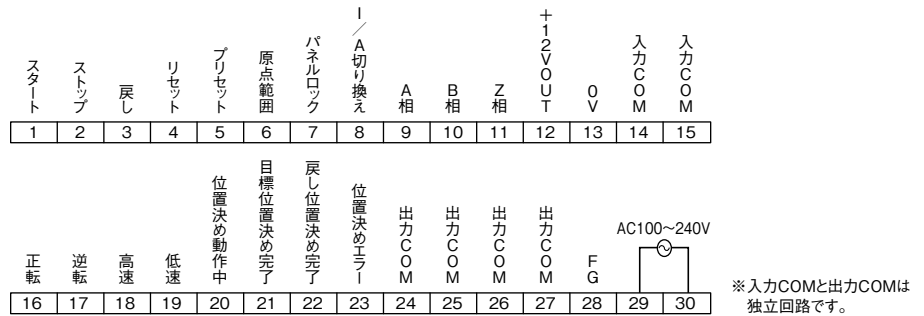 スタート
ストップ
戻し
リセット
プリセット
原点範囲
パネルロック
I/A切り換え
A相
B相
Z相
+12VOUT
0V
入力COM
入力COM
1 2 3 4 5 6 7 8 9 10 11 12 13 14 15
正転
逆転
高速
低速
位置決め動作中
目標位置決め完了
戻し位置決め完了
位置決めエラー
出力COM
出力COM
出力COM
出力COM
FG
AC100~240V
16 17 18 19 20 21 22 23 24 25 26 27 28 29 30
※入力COMと出力COMは
独立回路です。